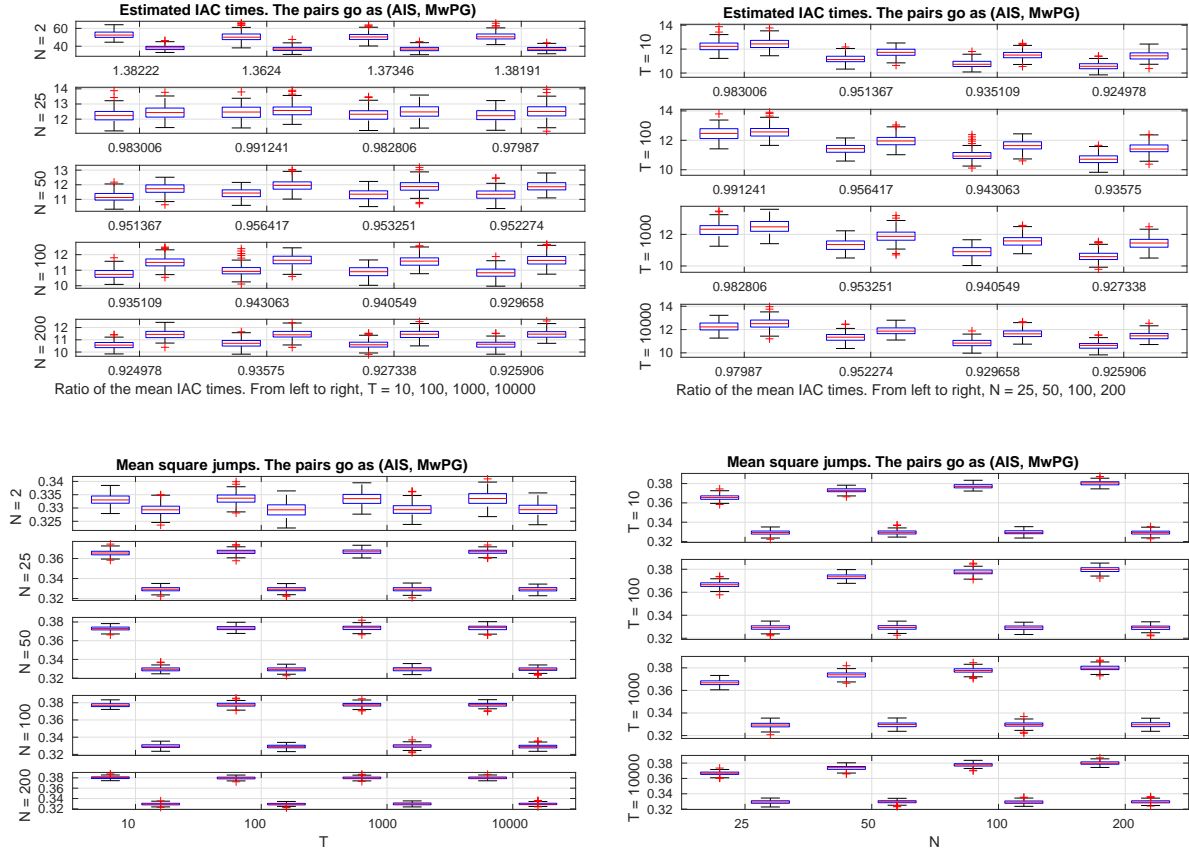 Estimated IAC times. The pairs go as (AIS, MwPG)
N = 2
60
40
1.38222 1.3624 1.37346 1.38191
N = 25
14
13
12
0.983006 0.991241 0.982806 0.97987
N = 50
13
12
11
0.951367 0.956417 0.953251 0.952274
N = 100
12
11
10
0.935109 0.943063 0.940549 0.929658
N = 200
12
11
10
0.924978 0.93575 0.927338 0.925906
Ratio of the mean IAC times. From left to right, T = 10, 100, 1000, 10000
Estimated IAC times. The pairs go as (AIS, MwPG)
T = 10
14
12
10
0.983006 0.951367 0.935109 0.924978
T = 100
14
12
10
0.991241 0.956417 0.943063 0.93575
T = 1000
12
10
0.982806 0.953251 0.940549 0.927338
T = 10000
14
12
10
0.97987 0.952274 0.929658 0.925906
Ratio of the mean IAC times. From left to right, N = 25, 50, 100, 200
Mean square jumps. The pairs go as (AIS, MwPG)
N = 2
0.34
0.335
0.33
0.325
N = 25
0.36
0.34
0.32
N = 50
0.38
0.36
0.34
0.32
N = 100
0.38
0.36
0.34
0.32
N = 200
0.38
0.36
0.34
0.32
10 100 1000 10000
T
Mean square jumps. The pairs go as (AIS, MwPG)
T = 10
0.38
0.36
0.34
0.32
T = 100
0.38
0.36
0.34
0.32
T = 1000
0.38
0.36
0.34
0.32
T = 10000
0.38
0.36
0.34
0.32
25 50 100 200
N